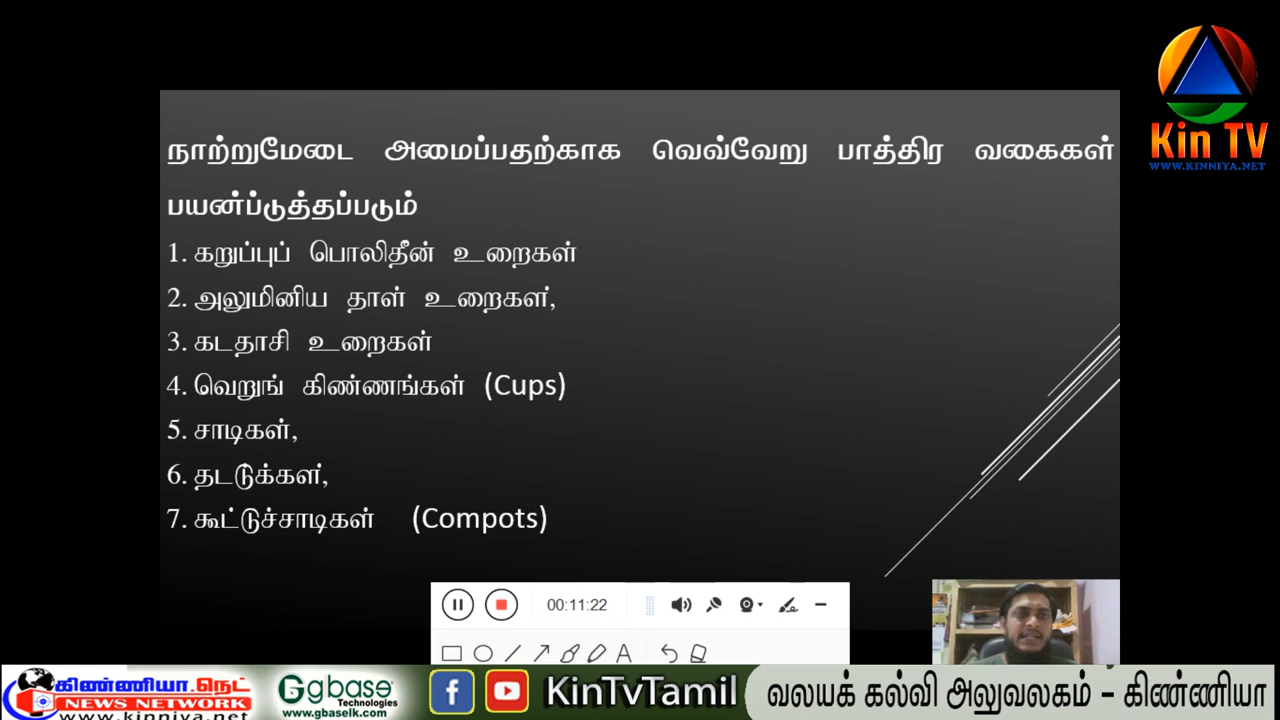 Kin TV
WWW.KINNIYA.NET
நாற்றுமேடை அமைப்பதற்காக வெவ்வேறு பாத்திர வகைகள்
பயன்ப்டுத்தப்படும்
1. கறுப்புப் பொலிதீன் உறைகள்
2. அலுமினிய தாள் உறைகள்,
3. கடதாசி உறைகள்
4. வெறுங் கிண்ணங்கள் (Cups)
5. சாடிகள்,
6. தட்டுக்கள்,
7. கூட்டுச்சாடிகள் (Compots)
00:11:22
A
கிண்ணியா.நெட்
NEWS NETWORK
www.kinniya.net
Ggbase Technologies
www.gbaselk.com
KinTvTamil
வலயக் கல்வி அலுவலகம் – கிண்ணியா